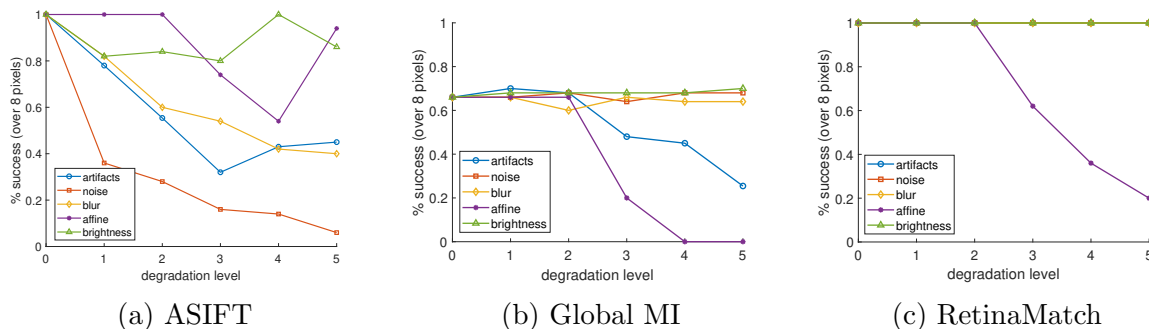 % success (over 8 pixels)
1
0.8
0.6
0.4
0.2
0
artifacts
noise
blur
affine
brightness
0 1 2 3 4 5
degradation level
(a) ASIFT
% success (over 8 pixels)
1
0.8
0.6
0.4
0.2
0
artifacts
noise
blur
affine
brightness
0 1 2 3 4 5
degradation level
(b) Global MI
% success (over 8 pixels)
1
0.8
0.6
0.4
0.2
0
artifacts
noise
blur
affine
brightness
0 1 2 3 4 5
degradation level
(c) RetinaMatch